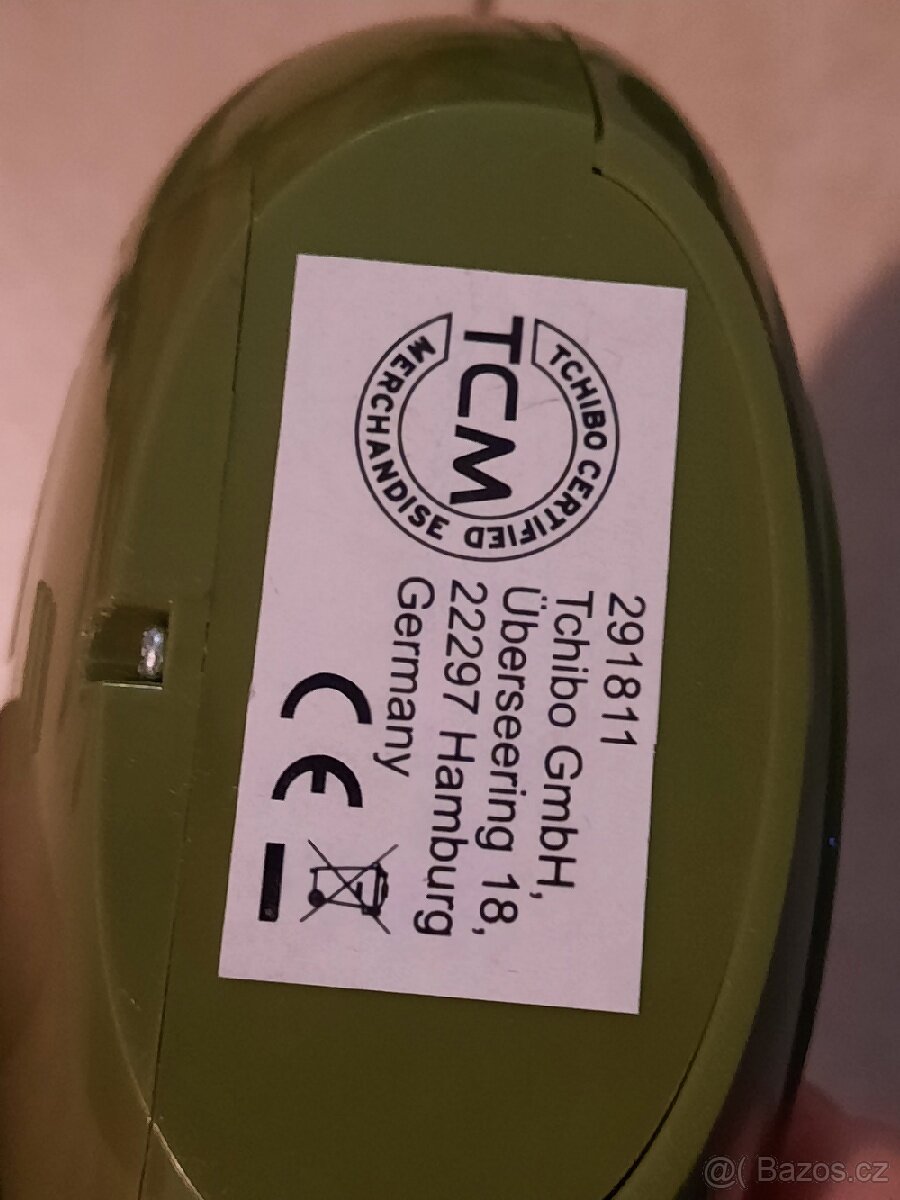 TCHIBO CERTIFIED
MERCHANDISE
TCM
291811
Tchibo GmbH,
Überseering 18,
22297 Hamburg
Germany
CE
@( Bazos.cz